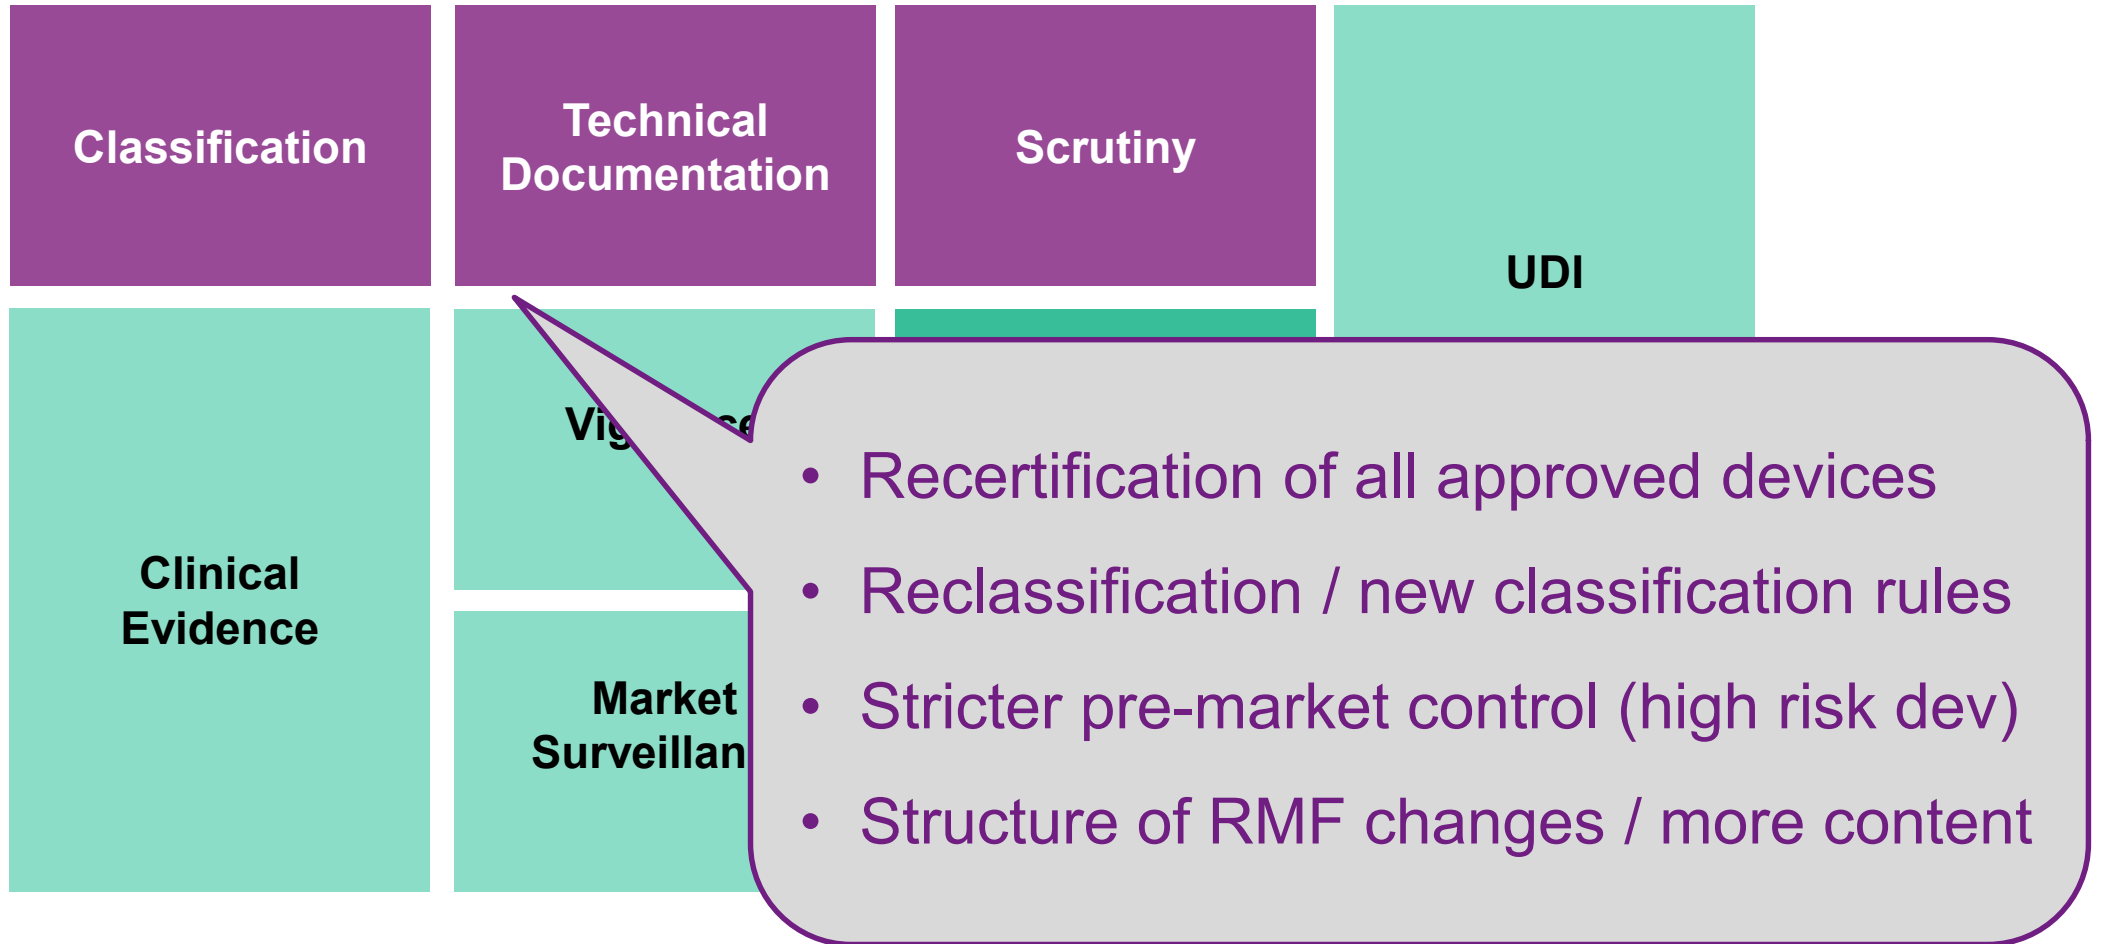 Classification
Technical
Documentation
Scrutiny
UDI
Clinical
Evidence
Market
• Recertification of all approved devices
• Reclassification / new classification rules
• Stricter pre-market control (high risk dev)
• Structure of RMF changes / more content